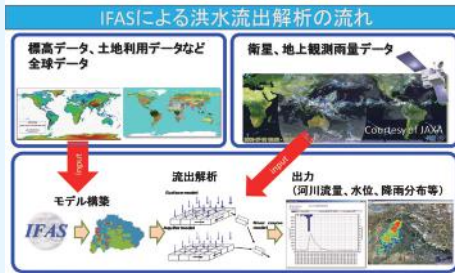 IFASによる洪水流出解析の流れ
標高データ、土地利用データなど
全球データ
衛星、地上観測雨量データ
Courtesy of JAXA
input
input
モデル構築
流出解析
出力
(河川流量、水位、降雨分布等)
IFAS